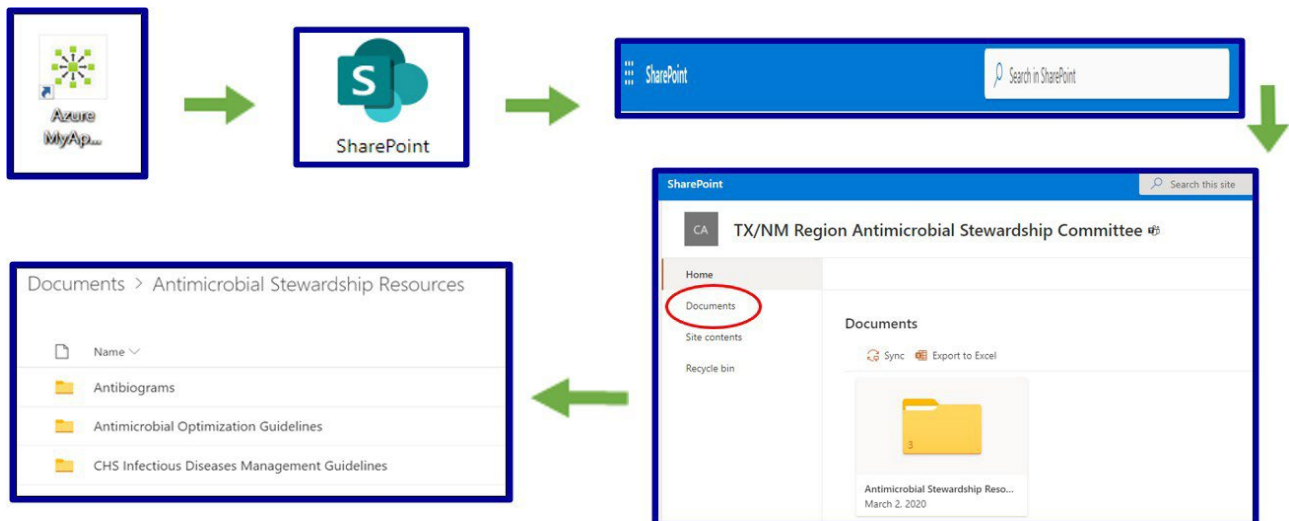 Azure
MyAp...
S
SharePoint
SharePoint
Search in SharePoint
SharePoint
Search this site
CA
TX/NM Region Antimicrobial Stewardship Committee
Home
Documents
Site contents
Recycle bin
Documents
Sync
Export to Excel
3
Antimicrobial Stewardship Reso...
March 2, 2020
Documents > Antimicrobial Stewardship Resources
Name
Antibiograms
Antimicrobial Optimization Guidelines
CHS Infectious Diseases Management Guidelines